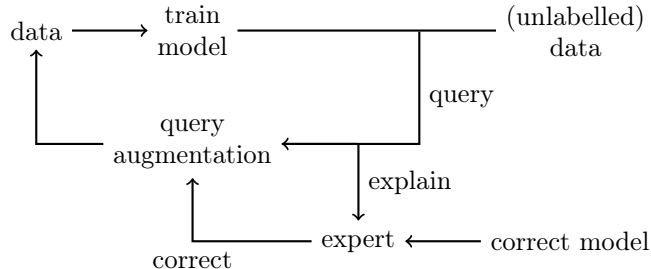 data
train
model
(unlabelled)
data
query
query
augmentation
explain
expert
correct model
correct